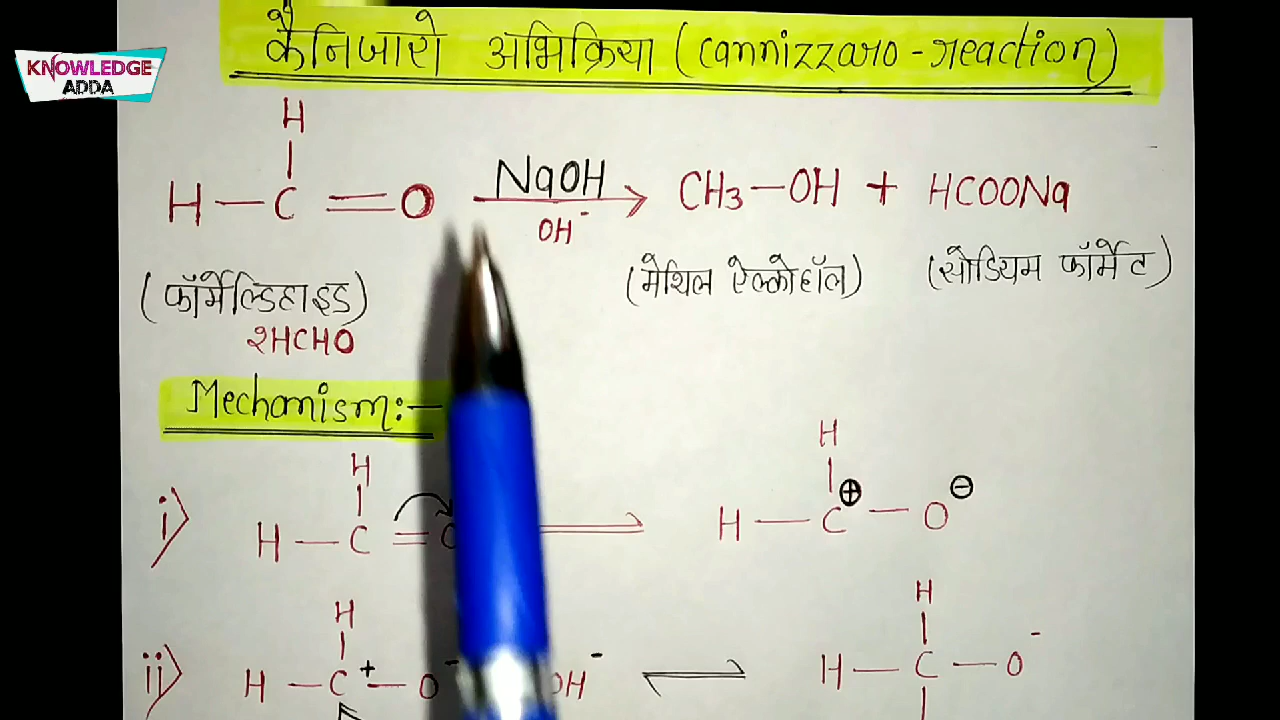 KNOWLEDGE
ADDA
कैनिजारो अभिक्रिया (Cannizzaro-reaction)
H
H — C = O NaOH CH3—OH + HCOONa
OH-
(फॉर्मेल्डिहाइड) (मेथिल ऐल्कोहॉल) (सोडियम फॉर्मेट)
2HCHO
Mechanism:—
H H
i) H — C = H — C ⊕ — O ⊖
H H
ii) H — C + — O - OH - ⇌ H — C — O -